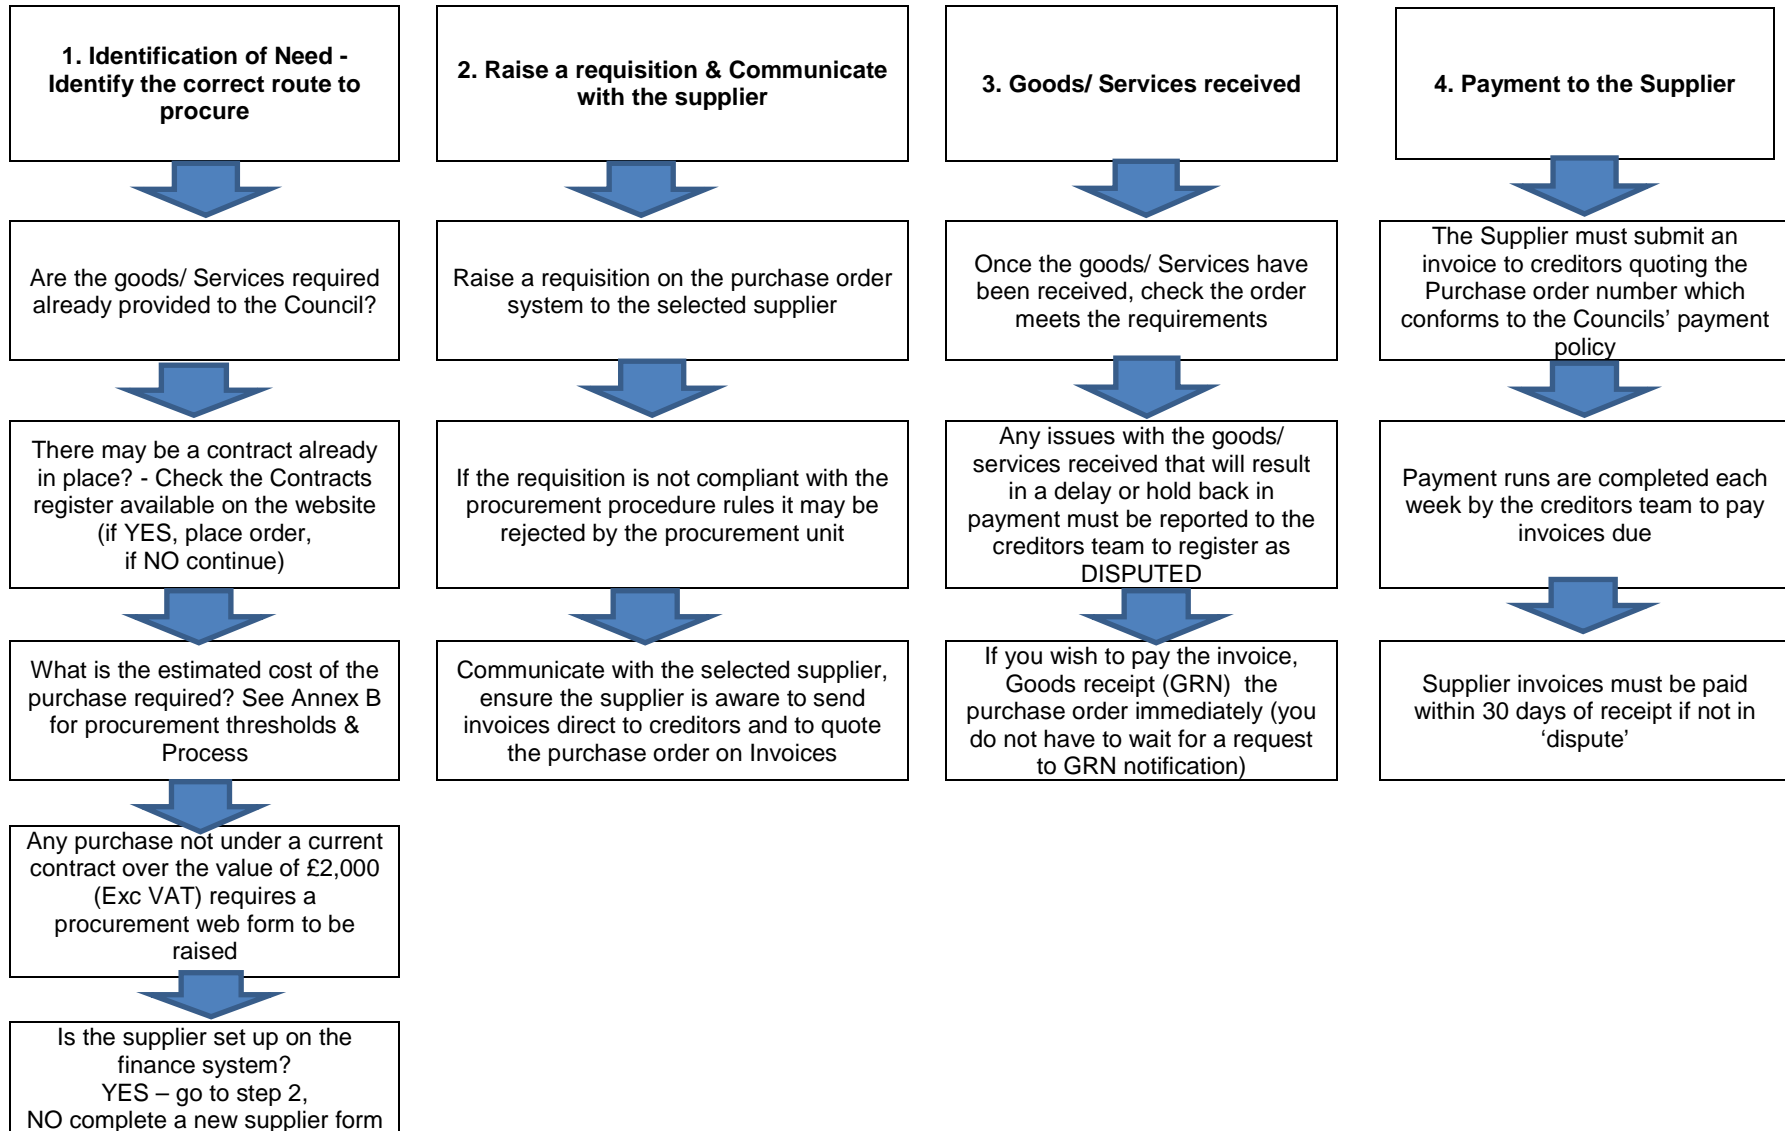 1. Identification of Need -
Identify the correct route to
procure
Are the goods/ Services required
already provided to the Council?
There may be a contract already
in place? - Check the Contracts
register available on the website
(if YES, place order,
if NO continue)
What is the estimated cost of the
purchase required? See Annex B
for procurement thresholds &
Process
Any purchase not under a current
contract over the value of £2,000
(Exc VAT) requires a
procurement web form to be
raised
Is the supplier set up on the
finance system?
YES – go to step 2,
NO complete a new supplier form
2. Raise a requisition & Communicate
with the supplier
Raise a requisition on the purchase order
system to the selected supplier
If the requisition is not compliant with the
procurement procedure rules it may be
rejected by the procurement unit
Communicate with the selected supplier,
ensure the supplier is aware to send
invoices direct to creditors and to quote
the purchase order on Invoices
3. Goods/ Services received
Once the goods/ Services have
been received, check the order
meets the requirements
Any issues with the goods/
services received that will result
in a delay or hold back in
payment must be reported to the
creditors team to register as
DISPUTED
If you wish to pay the invoice,
Goods receipt (GRN)  the
purchase order immediately (you
do not have to wait for a request
to GRN notification)
4. Payment to the Supplier
The Supplier must submit an
invoice to creditors quoting the
Purchase order number which
conforms to the Councils’ payment
policy
Payment runs are completed each
week by the creditors team to pay
invoices due
Supplier invoices must be paid
within 30 days of receipt if not in
‘dispute’